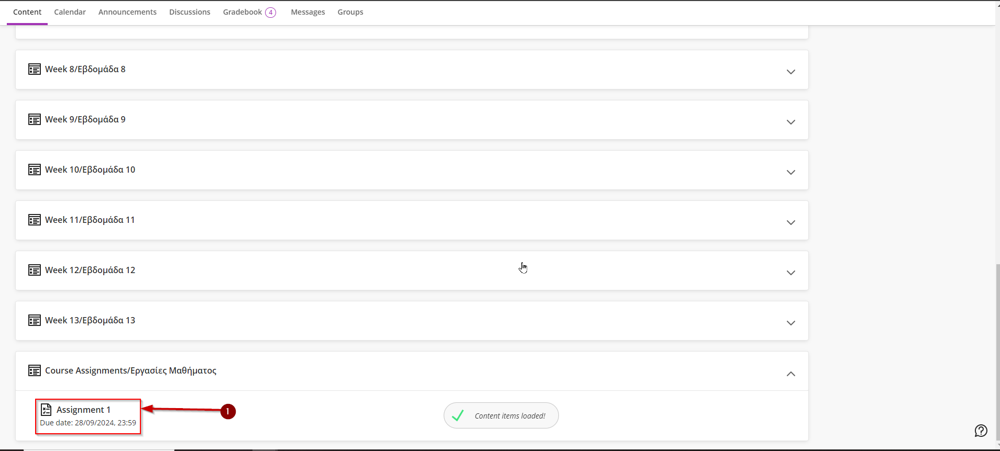 Content Calendar Announcements Discussions Gradebook 4 Messages Groups
Week 8/Εβδομάδα 8
Week 9/Εβδομάδα 9
Week 10/Εβδομάδα 10
Week 11/Εβδομάδα 11
Week 12/Εβδομάδα 12
Week 13/Εβδομάδα 13
Course Assignments/Εργασίες Μαθήματος
Assignment 1
Due date: 28/09/2024, 23:59
1
Content items loaded!